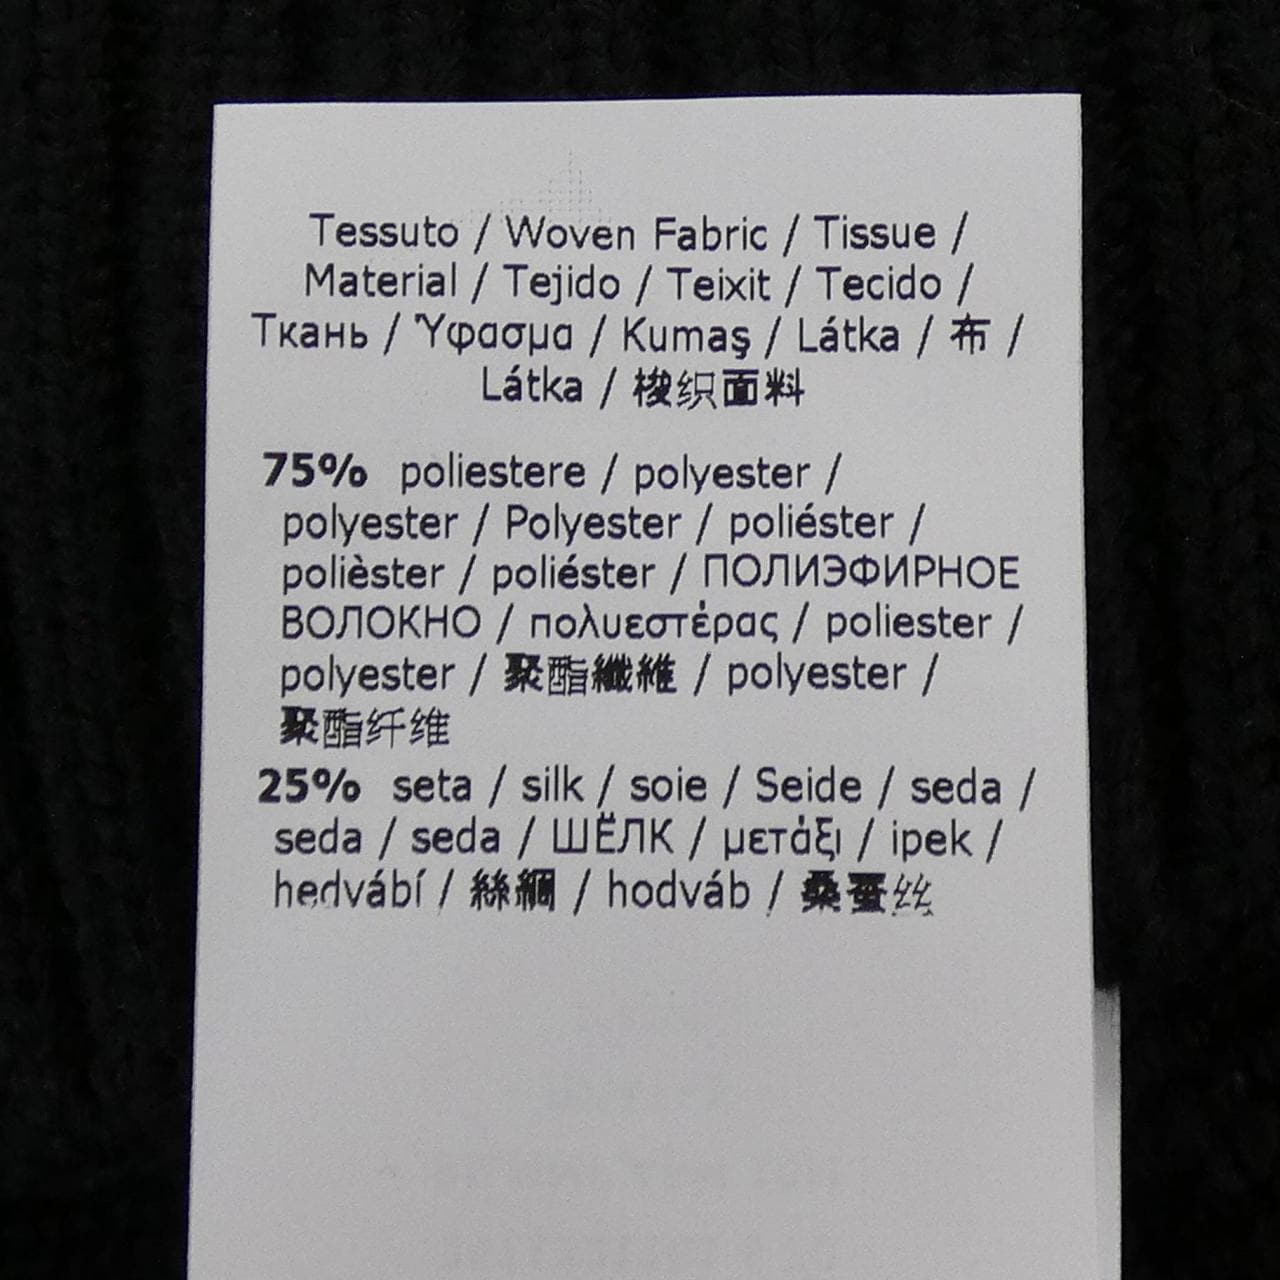 Tessuto / Woven Fabric / Tissue /
Material / Tejido / Teixit / Tecido /
Ткань / Ύφασμα / Kumaş / Látka / 布 /
Látka / 梭织面料
75% poliestere / polyester /
polyester / Polyester / poliéster /
polièster / poliéster / ПОЛИЭФИРНОЕ
ВОЛОКНО / πολυεστέρας / poliester /
polyester / 聚酯纖維 / polyester /
聚酯纤维
25% seta / silk / soie / Seide / seda /
seda / seda / ШЁЛК / μετάξι / ipek /
hedvábí / 絲綢 / hodváb / 桑蚕丝